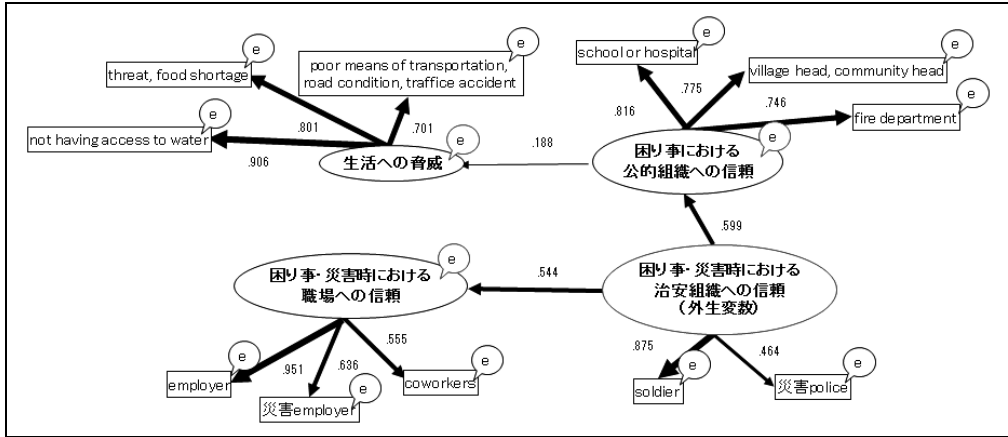 e
e
e
school or hospital
threat, food shortage
poor means of transportation,
road condition, traffice accident
e
village head, community head
e
not having access to water
.801
.701
.816
.775
.746
e
fire department
.906
生活への脅威
e
.188
困り事における
公的組織への信頼
e
.599
困り事・災害時における
職場への信頼
e
.544
困り事・災害時における
治安組織への信頼
(外生変数)
.555
.875
.464
e
employer
.951
.636
e
coworkers
e
災害employer
e
soldier
e
災害police